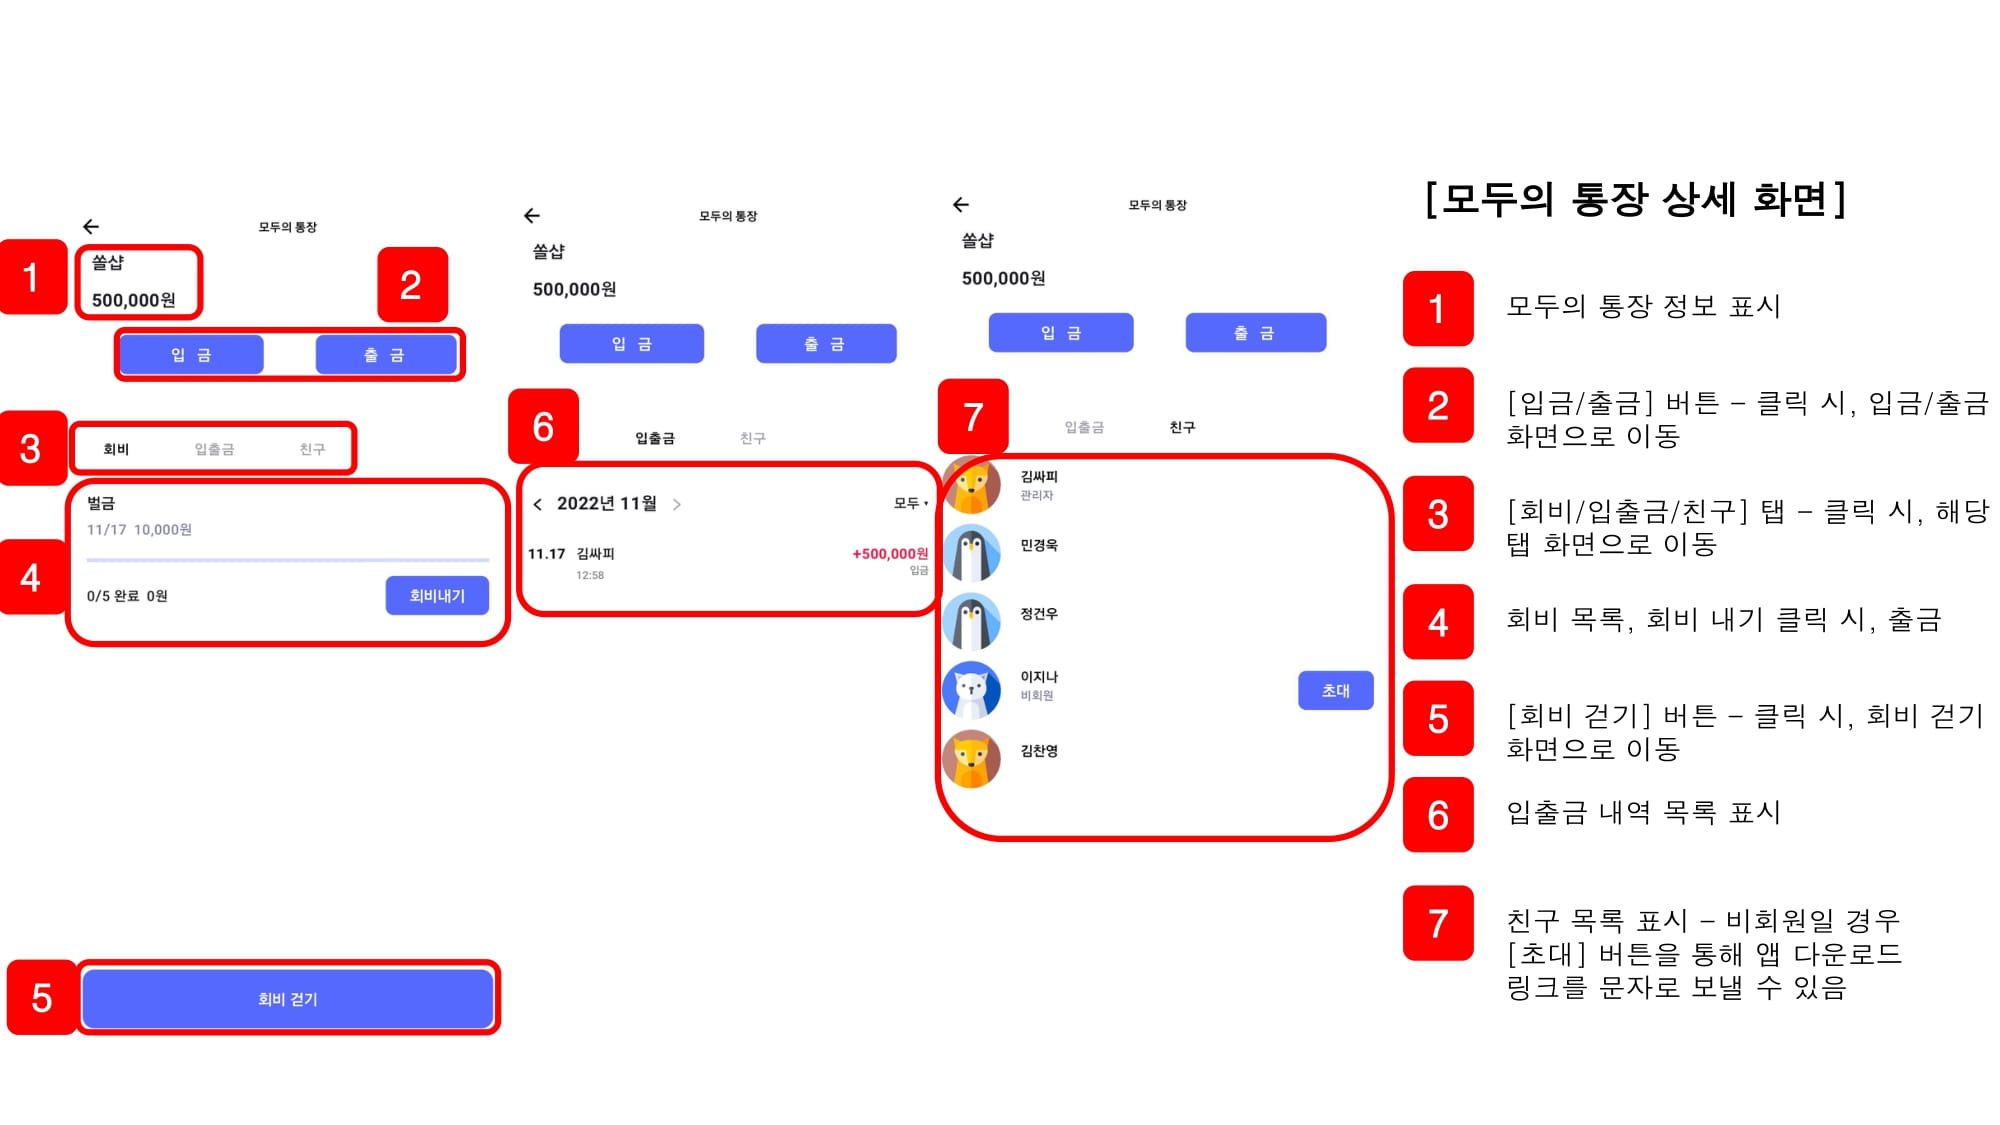 모두의 통장
1
쏠샵
500,000원
2
입 금
출 금
3
회비
입출금
친구
4
벌금
11/17 10,000원
0/5 완료 0원
회비내기
5
회비 걷기
모두의 통장
쏠샵
500,000원
입 금
출 금
6
입출금
친구
< 2022년 11월 >
모두
11.17 김싸피
+500,000원
12:58
입금
모두의 통장
쏠샵
500,000원
입 금
출 금
7
입출금
친구
김싸피
관리자
민경욱
정건우
이지나
비회원
초대
김찬영
[모두의 통장 상세 화면]
1
모두의 통장 정보 표시
2
[입금/출금] 버튼 – 클릭 시, 입금/출금
화면으로 이동
3
[회비/입출금/친구] 탭 – 클릭 시, 해당
탭 화면으로 이동
4
회비 목록, 회비 내기 클릭 시, 출금
5
[회비 걷기] 버튼 – 클릭 시, 회비 걷기
화면으로 이동
6
입출금 내역 목록 표시
7
친구 목록 표시 – 비회원일 경우
[초대] 버튼을 통해 앱 다운로드
링크를 문자로 보낼 수 있음